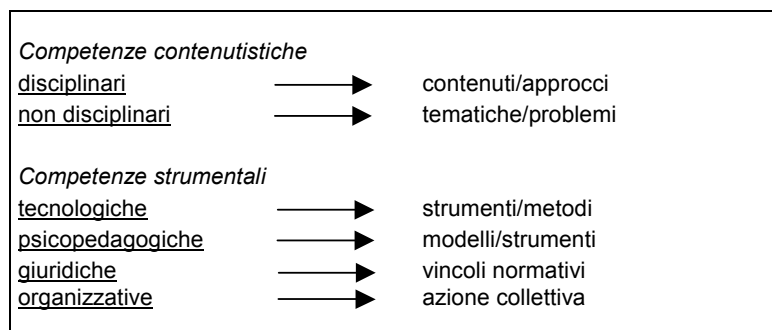 Competenze contenutistiche
disciplinari contenuti/approcci
non disciplinari tematiche/problemi
Competenze strumentali
tecnologiche strumenti/metodi
psicopedagogiche modelli/strumenti
giuridiche vincoli normativi
organizzative azione collettiva